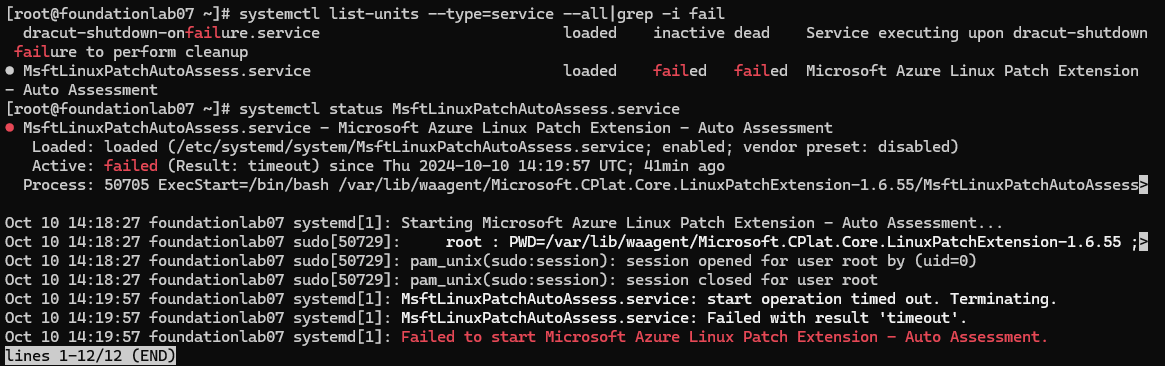 [root@foundationlab07 ~]# systemctl list-units --type=service --all|grep -i fail
dracut-shutdown-onfailure.service loaded inactive dead Service executing upon dracut-shutdown
failure to perform cleanup
● MsftLinuxPatchAutoAssess.service loaded failed failed Microsoft Azure Linux Patch Extension
- Auto Assessment
[root@foundationlab07 ~]# systemctl status MsftLinuxPatchAutoAssess.service
● MsftLinuxPatchAutoAssess.service - Microsoft Azure Linux Patch Extension - Auto Assessment
Loaded: loaded (/etc/systemd/system/MsftLinuxPatchAutoAssess.service; enabled; vendor preset: disabled)
Active: failed (Result: timeout) since Thu 2024-10-10 14:19:57 UTC; 41min ago
Process: 50705 ExecStart=/bin/bash /var/lib/waagent/Microsoft.CPlat.Core.LinuxPatchExtension-1.6.55/MsftLinuxPatchAutoAssess>
Oct 10 14:18:27 foundationlab07 systemd[1]: Starting Microsoft Azure Linux Patch Extension - Auto Assessment...
Oct 10 14:18:27 foundationlab07 sudo[50729]: root : PWD=/var/lib/waagent/Microsoft.CPlat.Core.LinuxPatchExtension-1.6.55 ;>
Oct 10 14:18:27 foundationlab07 sudo[50729]: pam_unix(sudo:session): session opened for user root by (uid=0)
Oct 10 14:18:27 foundationlab07 sudo[50729]: pam_unix(sudo:session): session closed for user root
Oct 10 14:19:57 foundationlab07 systemd[1]: MsftLinuxPatchAutoAssess.service: start operation timed out. Terminating.
Oct 10 14:19:57 foundationlab07 systemd[1]: MsftLinuxPatchAutoAssess.service: Failed with result 'timeout'.
Oct 10 14:19:57 foundationlab07 systemd[1]: Failed to start Microsoft Azure Linux Patch Extension - Auto Assessment.
lines 1-12/12 (END)